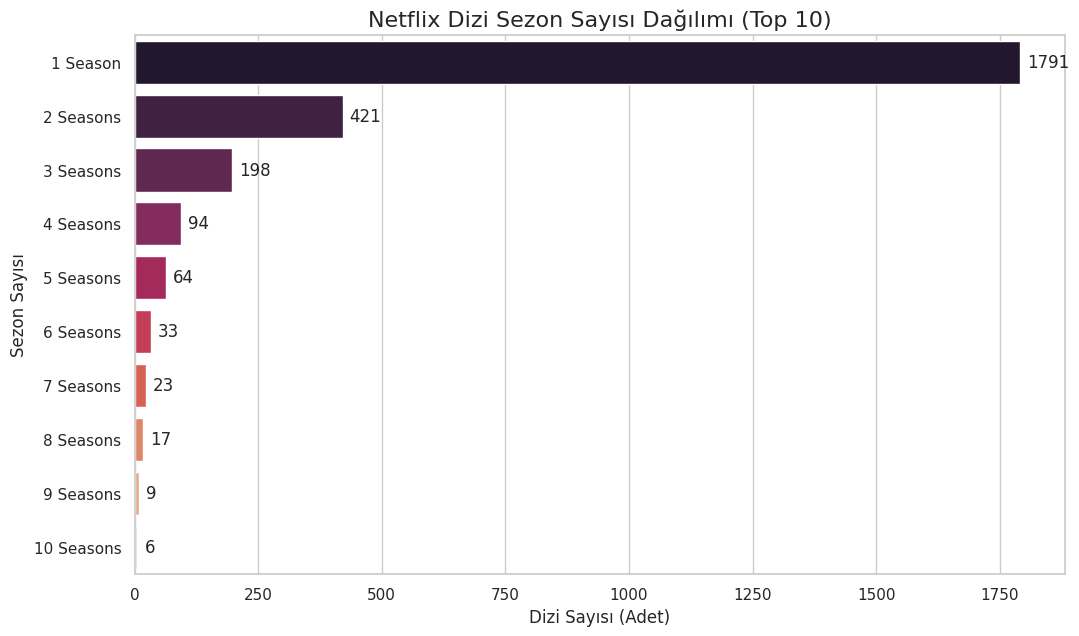 Netflix Dizi Sezon Sayısı Dağılımı (Top 10)
Sezon Sayısı
1 Season 1791
2 Seasons 421
3 Seasons 198
4 Seasons 94
5 Seasons 64
6 Seasons 33
7 Seasons 23
8 Seasons 17
9 Seasons 9
10 Seasons 6
0 250 500 750 1000 1250 1500 1750
Dizi Sayısı (Adet)